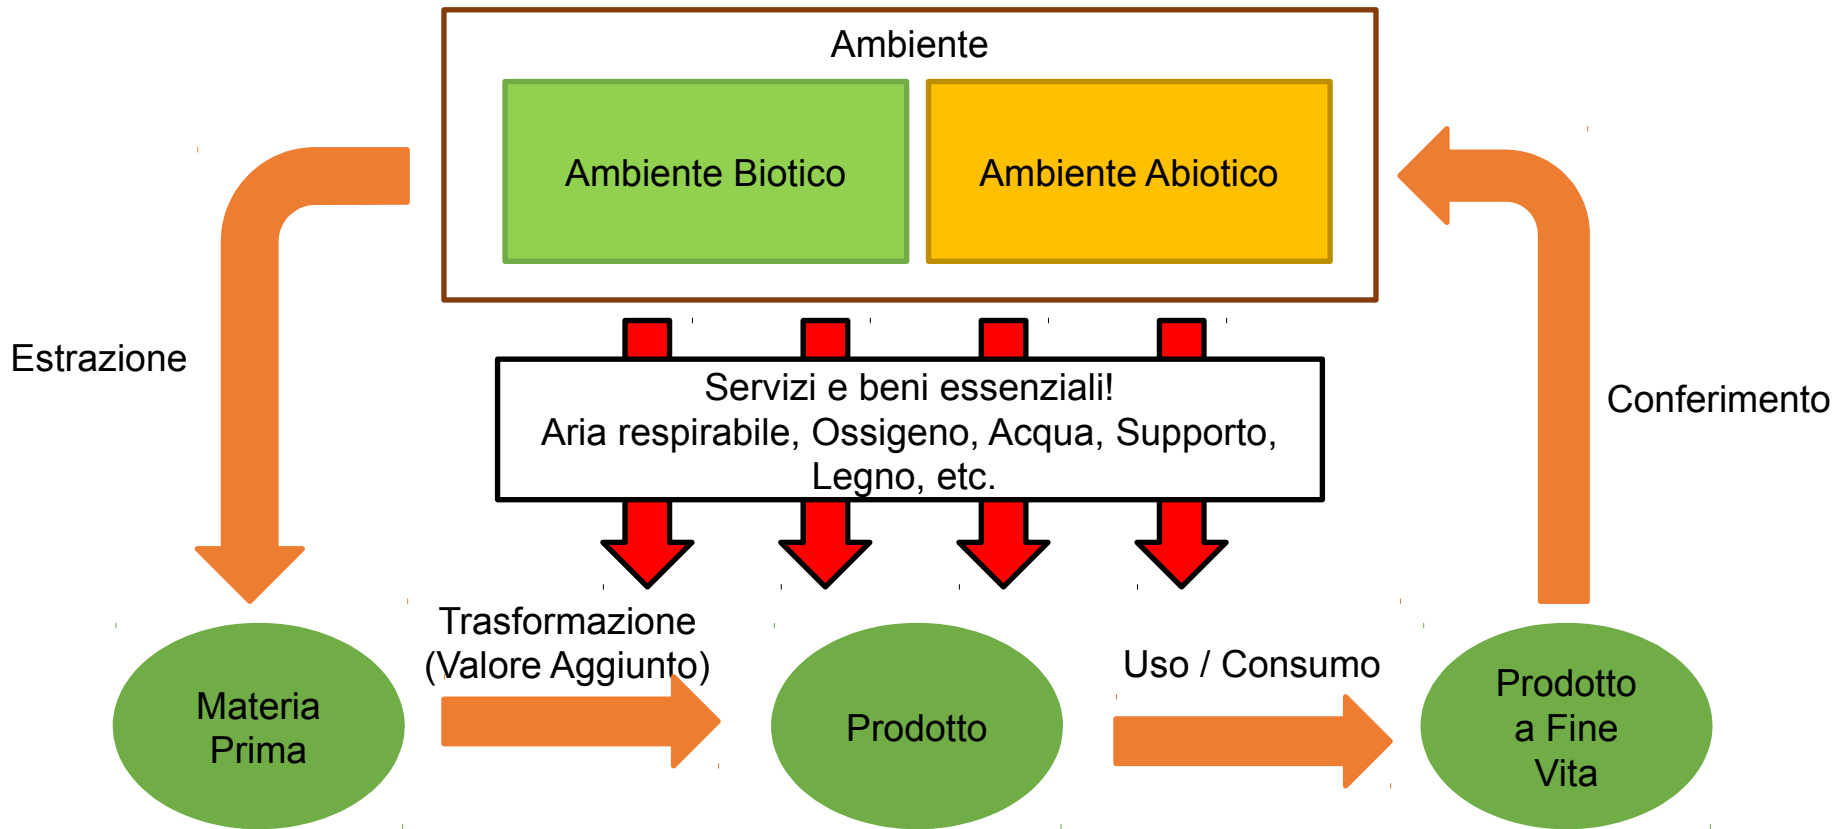 Ambiente
Ambiente Biotico
Ambiente Abiotico
Estrazione
Servizi e beni essenziali!
Aria respirabile, Ossigeno, Acqua, Supporto,
Legno, etc.
Conferimento
Trasformazione
(Valore Aggiunto)
Uso / Consumo
Materia
Prima
Prodotto
Prodotto
a Fine
Vita